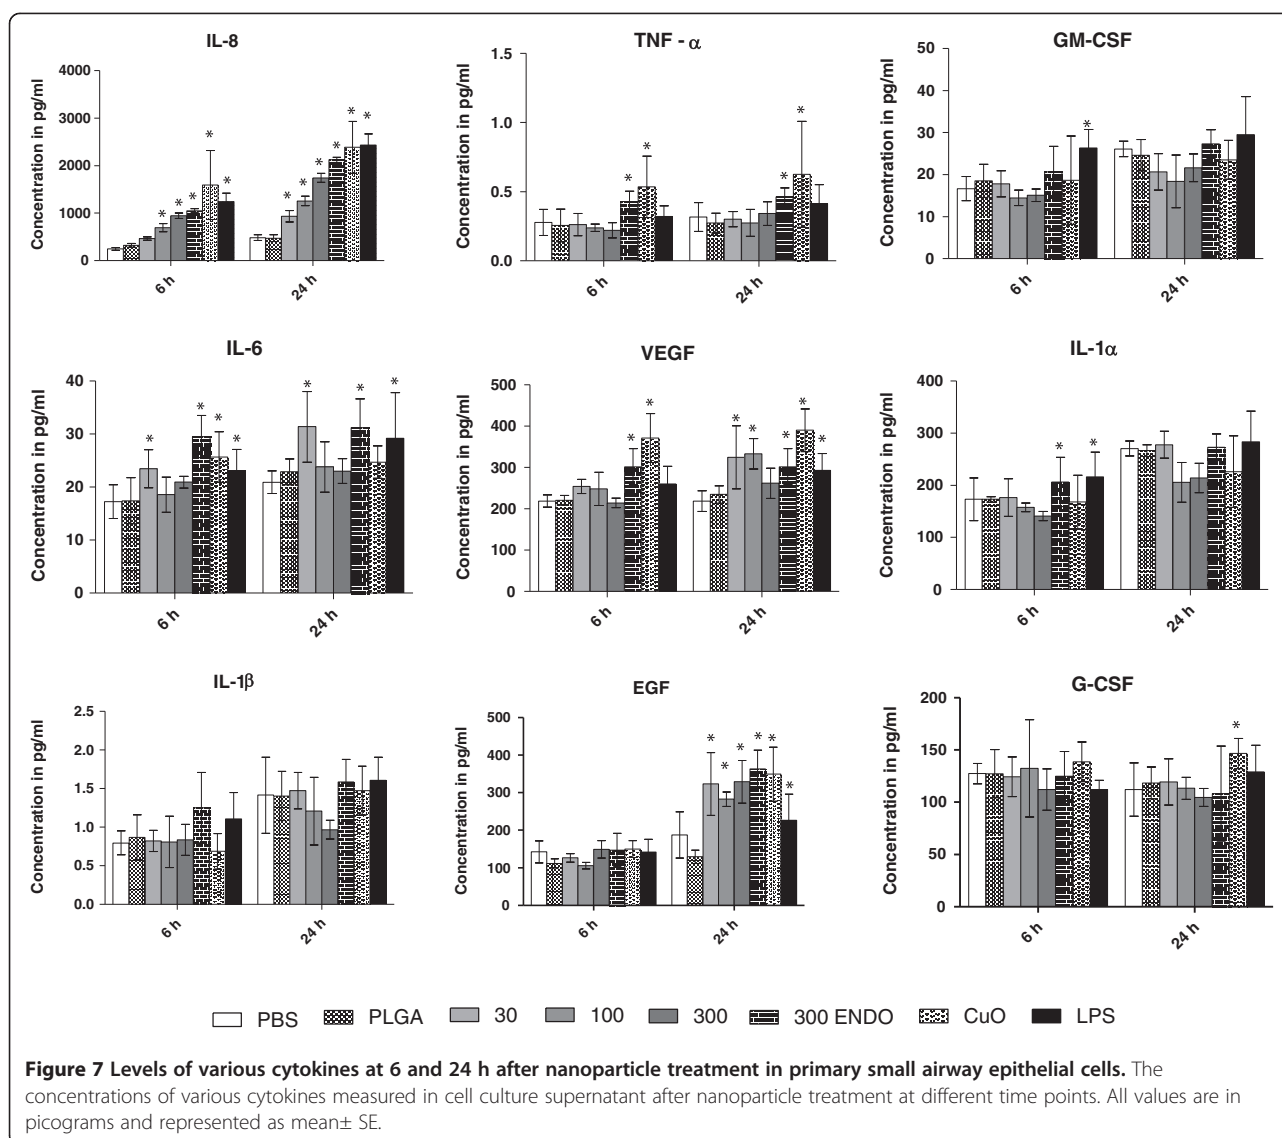 IL-8
Concentration in pg/ml
4000
3000
2000
1000
0
* * * * *
* * * * * *
6 h
24 h
TNF - α
Concentration in pg/ml
1.5
1.0
0.5
0.0
* *
* *
6 h
24 h
GM-CSF
Concentration in pg/ml
50
40
30
20
10
0
*
6 h
24 h
IL-6
Concentration in pg/ml
40
30
20
10
0
* * * *
* * *
6 h
24 h
VEGF
Concentration in pg/ml
500
400
300
200
100
0
* *
* * * * *
6 h
24 h
IL-1α
Concentration in pg/ml
400
300
200
100
0
* *
6 h
24 h
IL-1β
Concentration in pg/ml
2.5
2.0
1.5
1.0
0.5
0.0
6 h
24 h
EGF
Concentration in pg/ml
500
400
300
200
100
0
* * * * * *
6 h
24 h
G-CSF
Concentration in pg/ml
200
150
100
50
0
*
6 h
24 h
PBS PLGA 30 100 300 300 ENDO CuO LPS
Figure 7 Levels of various cytokines at 6 and 24 h after nanoparticle treatment in primary small airway epithelial cells. The
concentrations of various cytokines measured in cell culture supernatant after nanoparticle treatment at different time points. All values are in
picograms and represented as mean± SE.